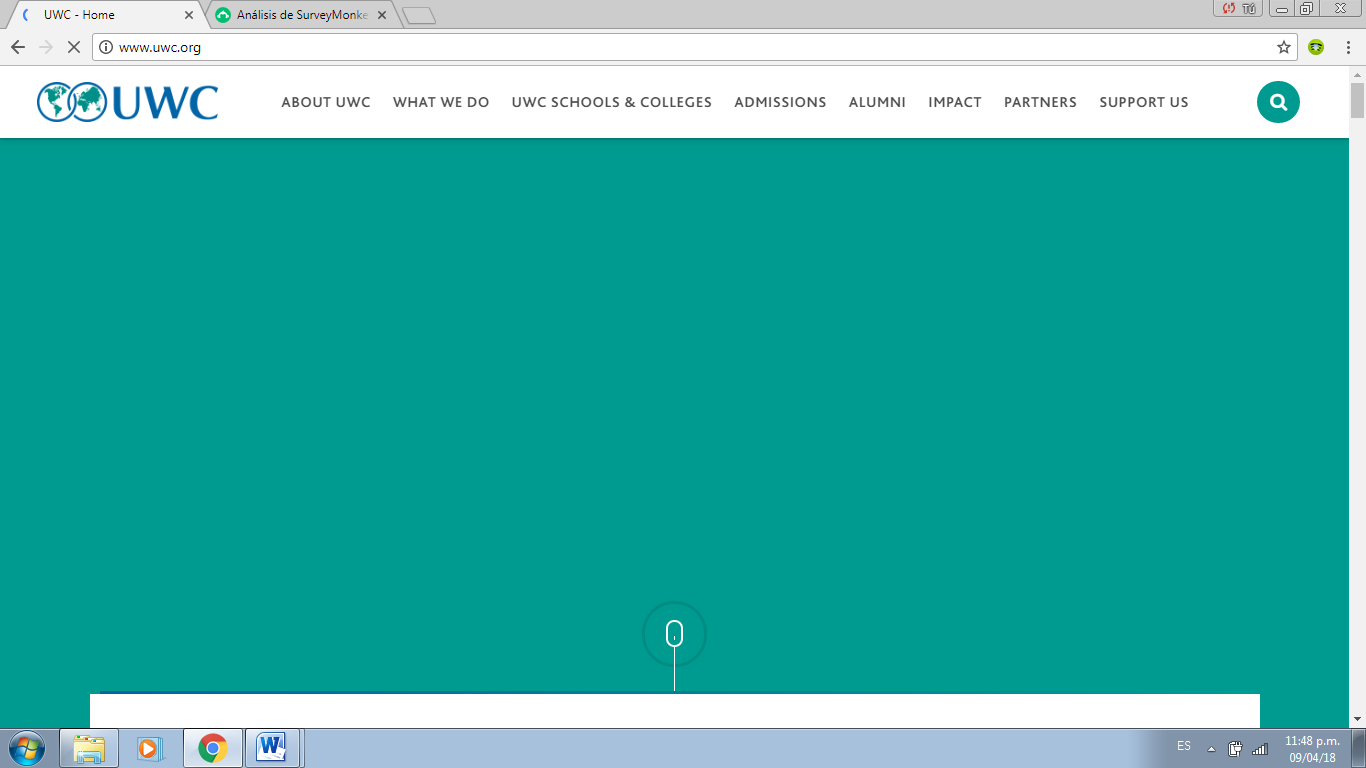 UWC - Home
Análisis de SurveyMonke
Tú
www.uwc.org
UWC
ABOUT UWC
WHAT WE DO
UWC SCHOOLS & COLLEGES
ADMISSIONS
ALUMNI
IMPACT
PARTNERS
SUPPORT US
ES
11:48 p.m.
09/04/18